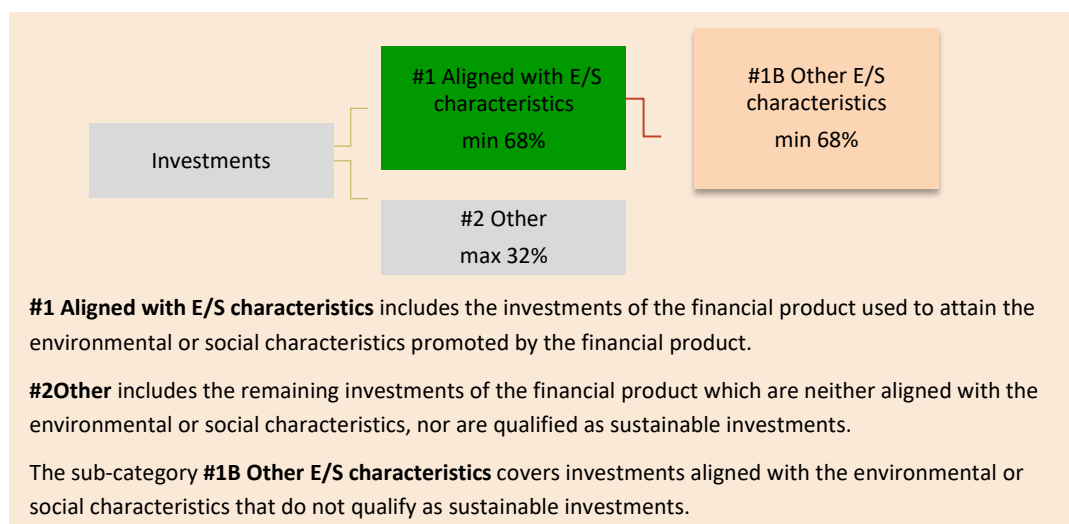 #1 Aligned with E/S
characteristics
min 68%
#1B Other E/S
characteristics
min 68%
Investments
#2 Other
max 32%
#1 Aligned with E/S characteristics includes the investments of the financial product used to attain the
environmental or social characteristics promoted by the financial product.
#2Other includes the remaining investments of the financial product which are neither aligned with the
environmental or social characteristics, nor are qualified as sustainable investments.
The sub-category #1B Other E/S characteristics covers investments aligned with the environmental or
social characteristics that do not qualify as sustainable investments.